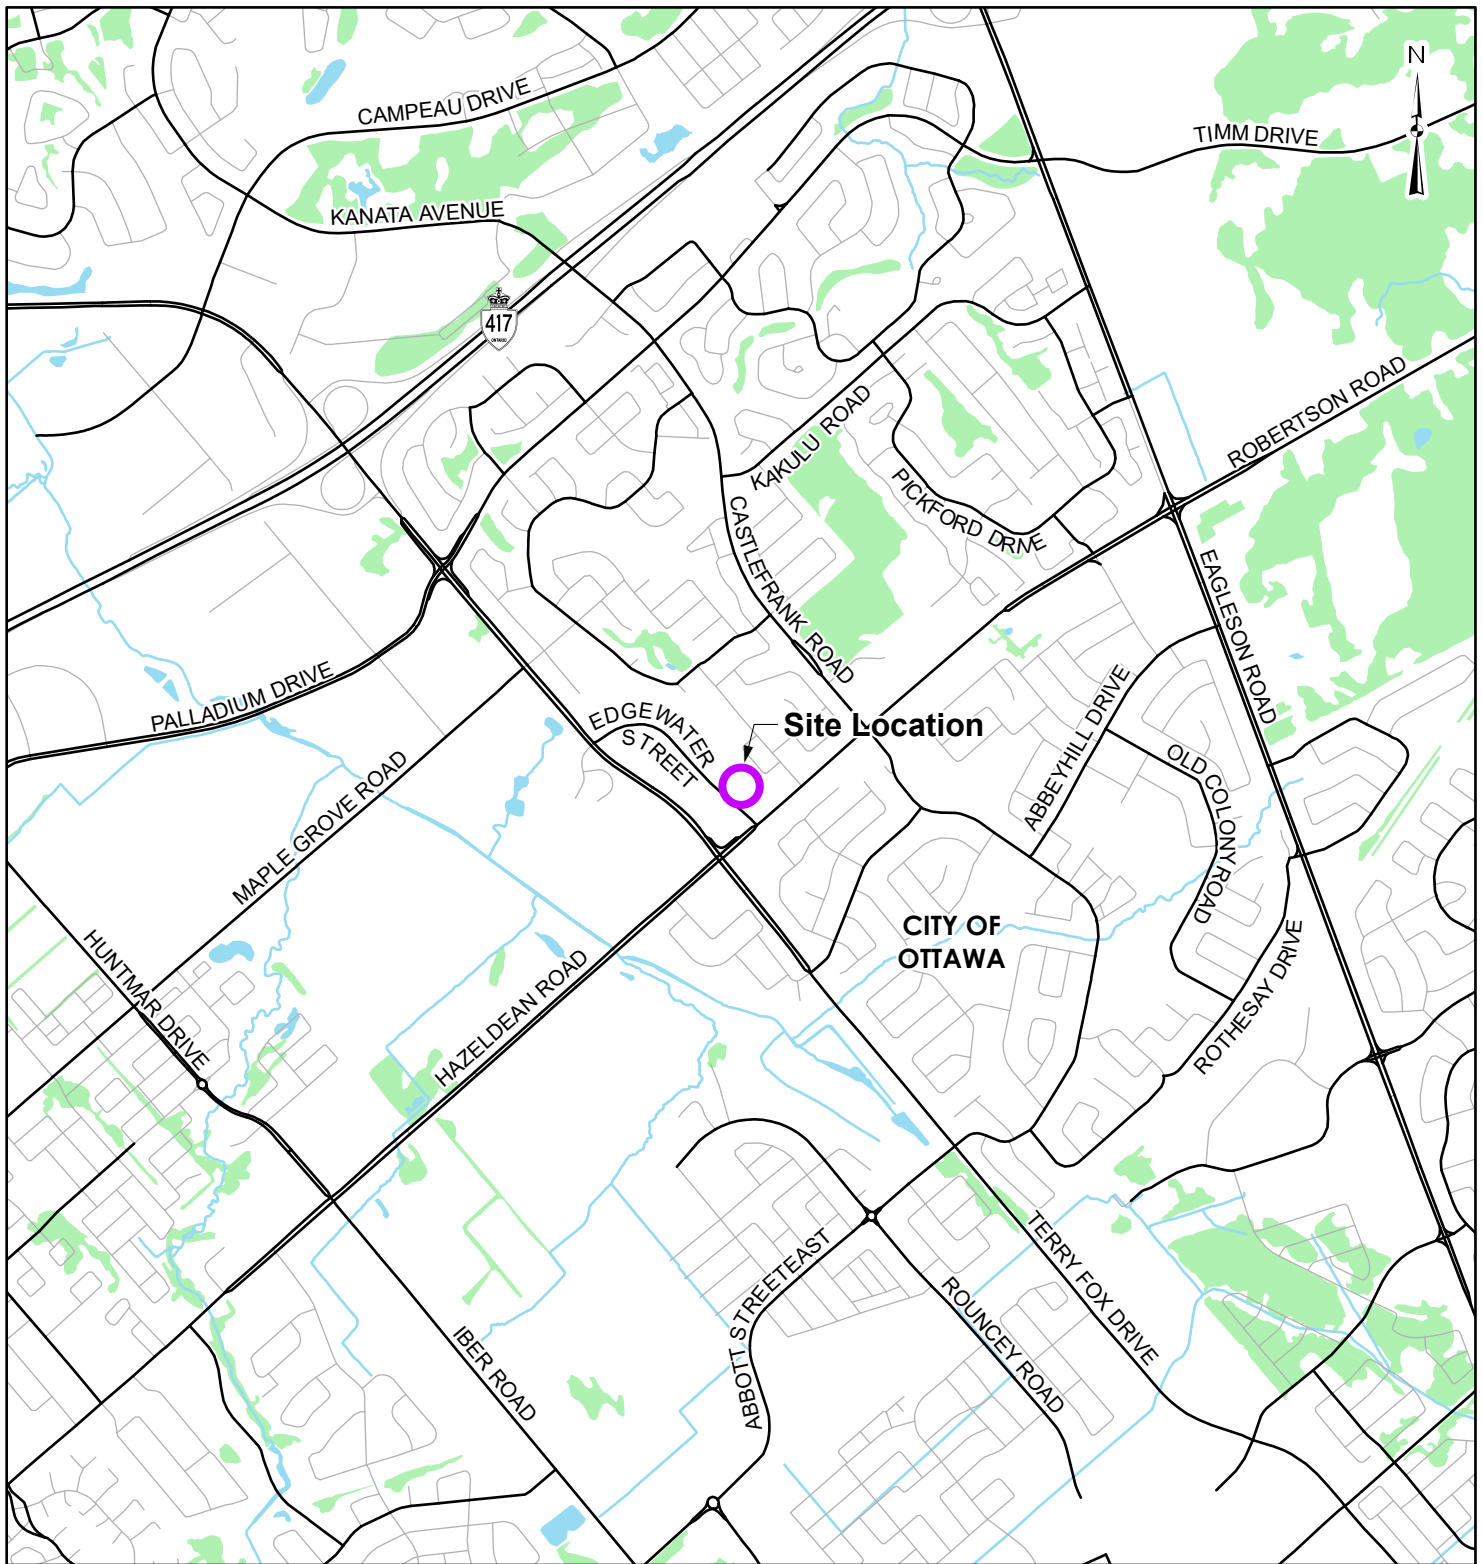 CAMPEAU DRIVE
N
TIMM DRIVE
KANATA AVENUE
417
ONTARIO
ROBERTSON ROAD
KAKULU ROAD
PICKFORD DRIVE
CASTLEFRANK ROAD
EAGLESON ROAD
PALLADIUM DRIVE
EDGEWATER
STREET
Site Location
ABBEYHILL DRIVE
OLD COLONY ROAD
MAPLE GROVE ROAD
HUNTMAR DRIVE
CITY OF
OTTAWA
HAZELDEAN ROAD
ROTHESAY DRIVE
ABBOTT STREETEAST
TERRY FOX DRIVE
ROUNCEY ROAD
IBER ROAD